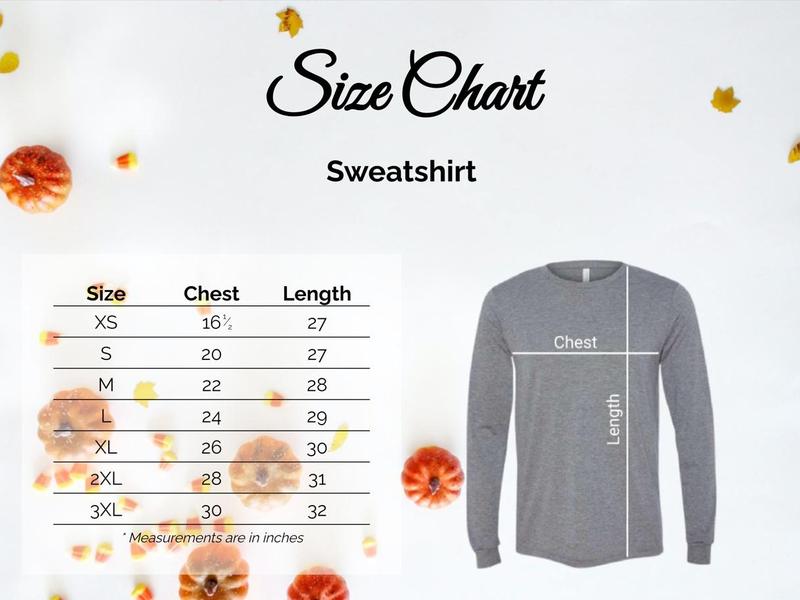 Size Chart
Sweatshirt
Size Chest Length
XS 16½ 27
S 20 27
M 22 28
L 24 29
XL 26 30
2XL 28 31
3XL 30 32
* Measurements are in inches
Chest
Length